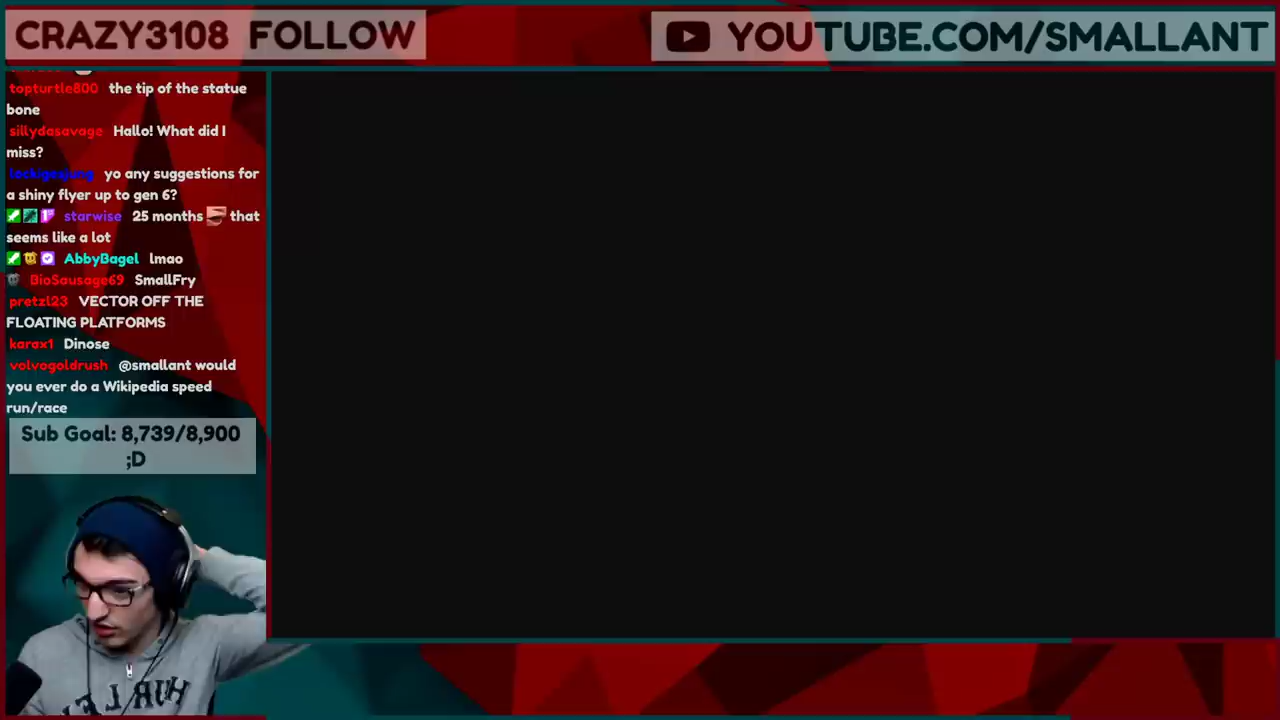 CRAZY3108 FOLLOW
YOUTUBE.COM/SMALLANT
topturtle800 the tip of the statue
bone
sillydasavage Hallo! What did I
miss?
yo any suggestions for
a shiny flyer up to gen 6?
starwise 25 months that
seems like a lot
AbbyBagel lmao
BioSausage69 SmallFry
pretzl23 VECTOR OFF THE
FLOATING PLATFORMS
karax1 Dinose
volvogoldrush @smallant would
you ever do a Wikipedia speed
run/race
Sub Goal: 8,739/8,900
;D